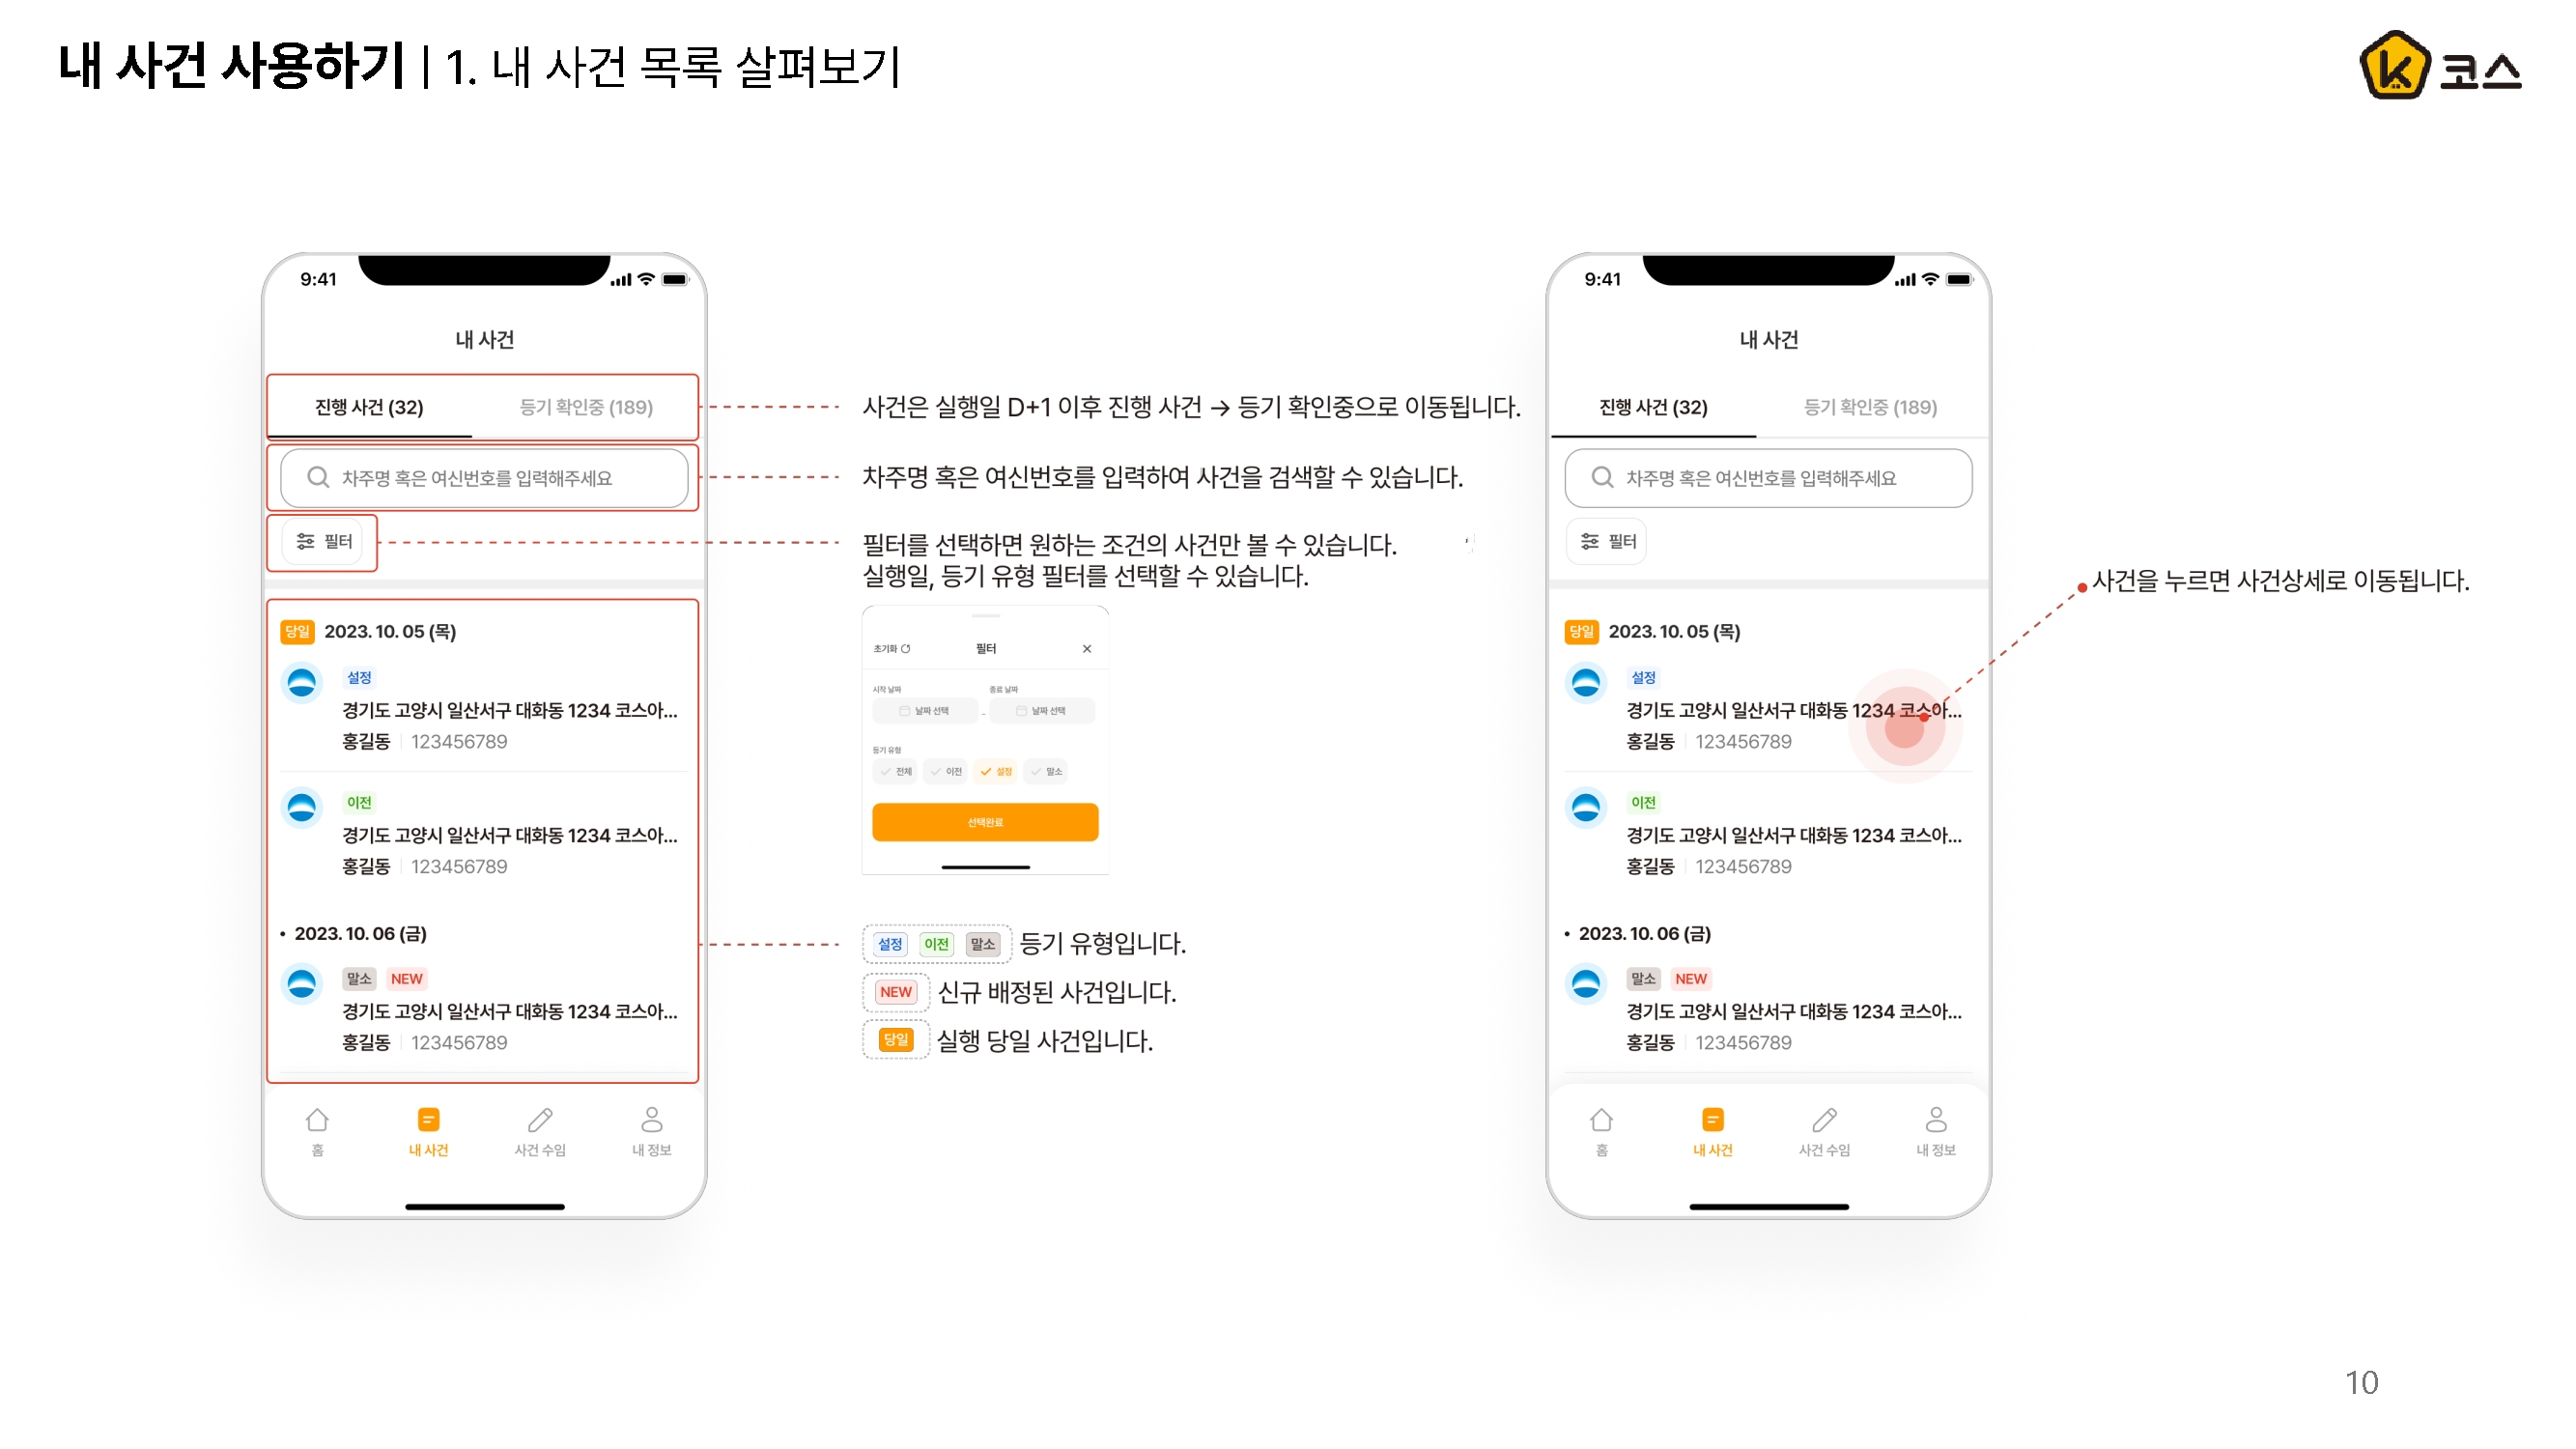 내 사건 사용하기 | 1. 내 사건 목록 살펴보기
코스
9:41
내 사건
진행 사건 (32) 등기 확인중 (189)
차주명 혹은 여신번호를 입력해주세요
필터
당일 2023. 10. 05 (목)
설정
경기도 고양시 일산서구 대화동 1234 코스아...
홍길동 123456789
이전
경기도 고양시 일산서구 대화동 1234 코스아...
홍길동 123456789
• 2023. 10. 06 (금)
말소 NEW
경기도 고양시 일산서구 대화동 1234 코스아...
홍길동 123456789
홈 내 사건 사건 수임 내 정보
사건은 실행일 D+1 이후 진행 사건 → 등기 확인중으로 이동됩니다.
차주명 혹은 여신번호를 입력하여 사건을 검색할 수 있습니다.
필터를 선택하면 원하는 조건의 사건만 볼 수 있습니다.
실행일, 등기 유형 필터를 선택할 수 있습니다.
초기화 필터
시작 날짜 종료 날짜
날짜 선택 - 날짜 선택
등기 유형
전체 이전 설정 말소
선택완료
설정 이전 말소 등기 유형입니다.
NEW 신규 배정된 사건입니다.
당일 실행 당일 사건입니다.
9:41
내 사건
진행 사건 (32) 등기 확인중 (189)
차주명 혹은 여신번호를 입력해주세요
필터
당일 2023. 10. 05 (목)
설정
경기도 고양시 일산서구 대화동 1234 코스아...
홍길동 123456789
이전
경기도 고양시 일산서구 대화동 1234 코스아...
홍길동 123456789
• 2023. 10. 06 (금)
말소 NEW
경기도 고양시 일산서구 대화동 1234 코스아...
홍길동 123456789
홈 내 사건 사건 수임 내 정보
사건을 누르면 사건상세로 이동됩니다.
10